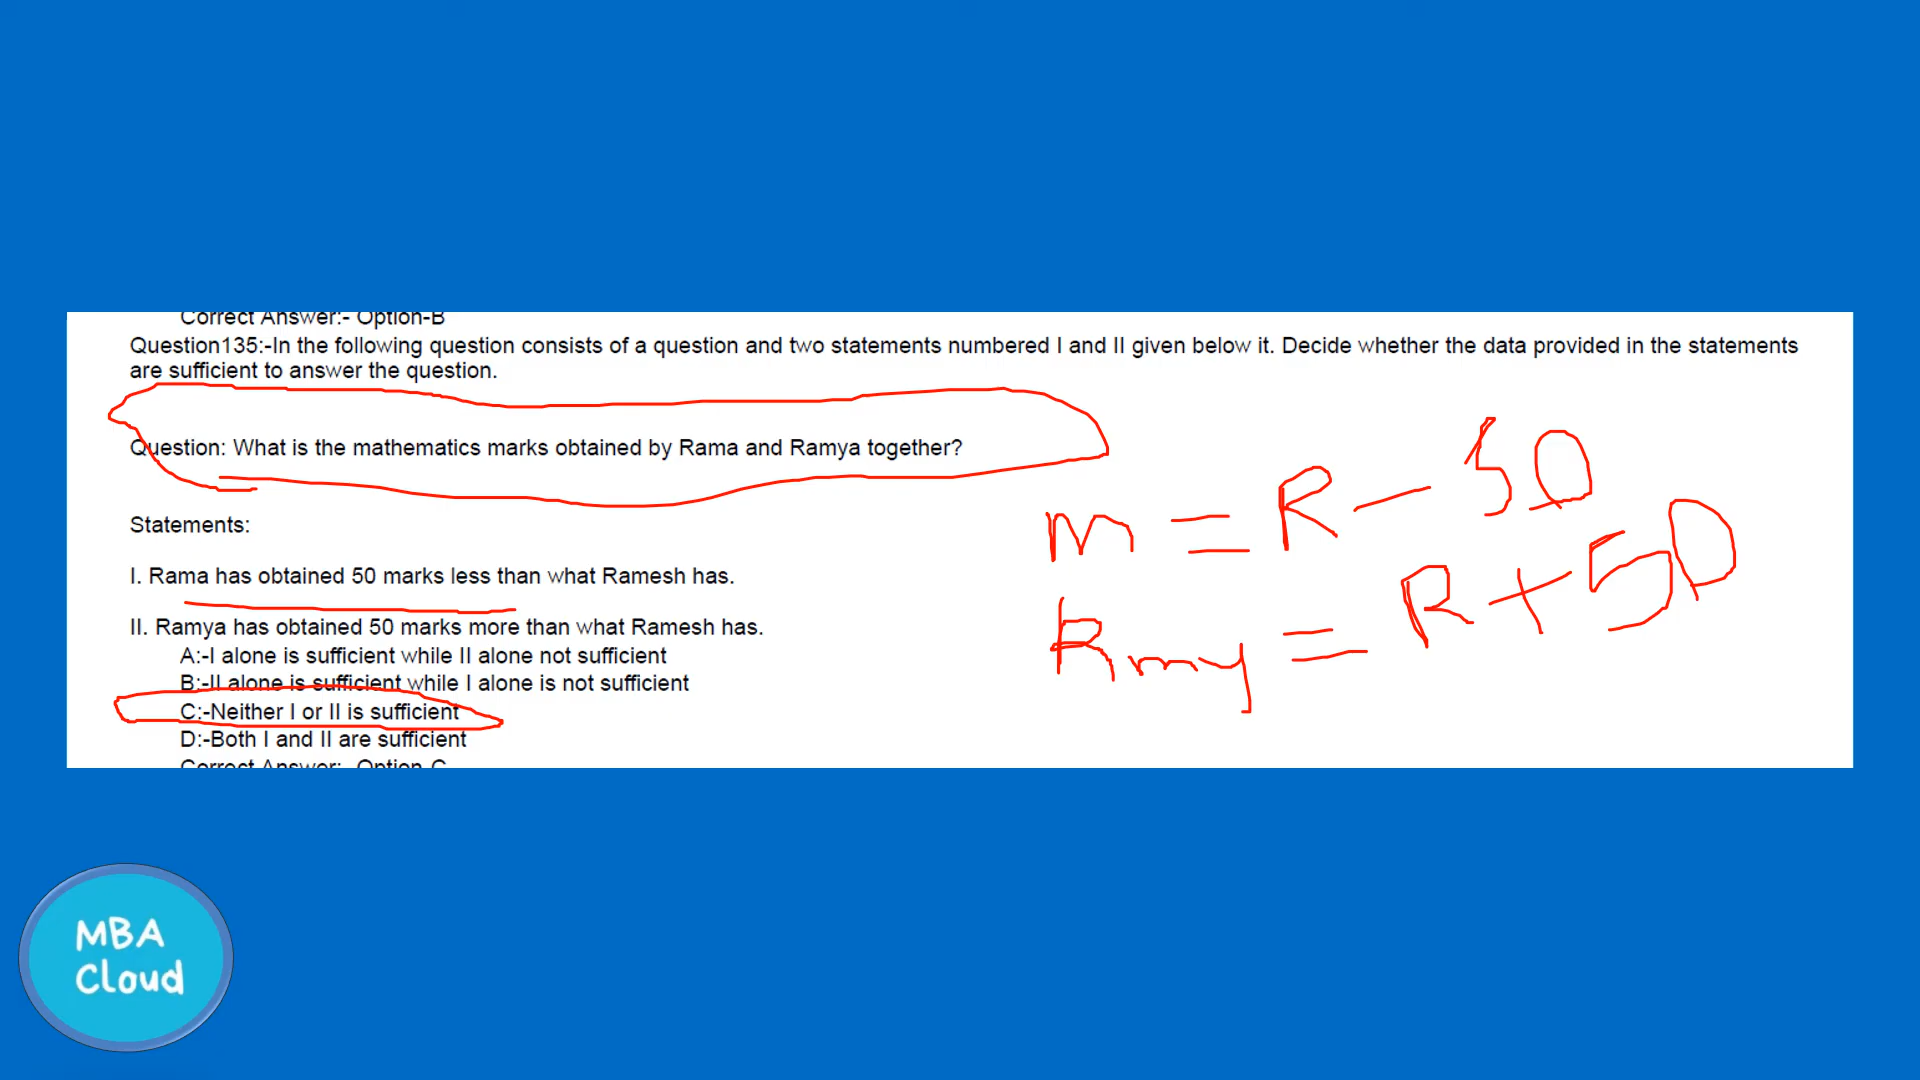 Correct Answer:- Option-B
Question135:-In the following question consists of a question and two statements numbered I and II given below it. Decide whether the data provided in the statements
are sufficient to answer the question.
Question: What is the mathematics marks obtained by Rama and Ramya together?
Statements:
I. Rama has obtained 50 marks less than what Ramesh has.
II. Ramya has obtained 50 marks more than what Ramesh has.
A:-I alone is sufficient while II alone not sufficient
B:-II alone is sufficient while I alone is not sufficient
C:-Neither I or II is sufficient
D:-Both I and II are sufficient
Correct Answer:- Option-C
m = R - 50
Rmy = R + 50
MBA
Cloud